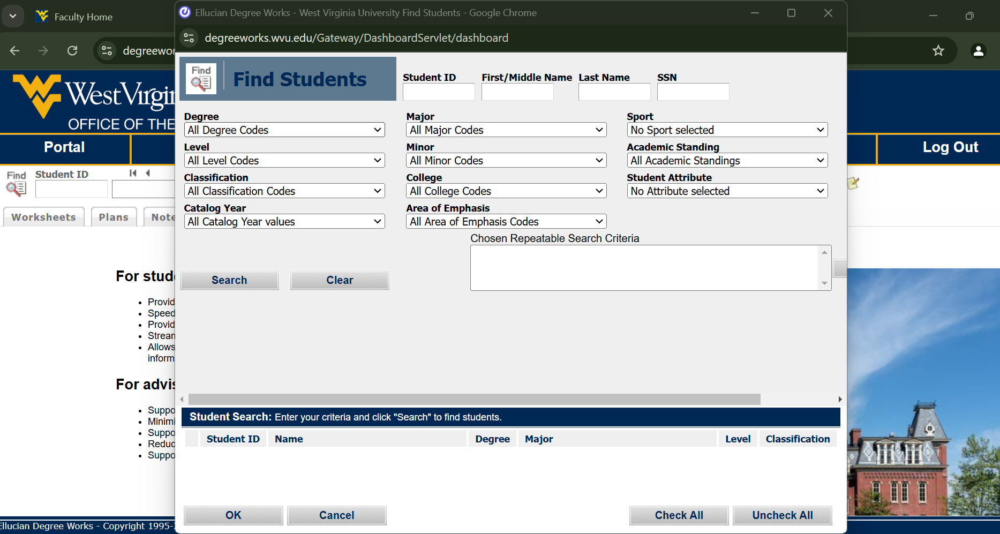 Faculty Home
Ellucian Degree Works - West Virginia University Find Students - Google Chrome
degreewor
degreeworks.wvu.edu/Gateway/DashboardServlet/dashboard
WestVirgin
OFFICE OF THE
Portal
Log Out
Find
Student ID
Worksheets
Plans
Note
For stude
Provid
Speed
Provid
Stream
Allows
inform
For advis
Suppo
Minimi
Suppo
Reduc
Suppo
Ellucian Degree Works - Copyright 1995-
Find
Find Students
Student ID First/Middle Name Last Name SSN
Degree Major Sport
All Degree Codes All Major Codes No Sport selected
Level Minor Academic Standing
All Level Codes All Minor Codes All Academic Standings
Classification College Student Attribute
All Classification Codes All College Codes No Attribute selected
Catalog Year Area of Emphasis
All Catalog Year values All Area of Emphasis Codes
Chosen Repeatable Search Criteria
Search Clear
Student Search: Enter your criteria and click "Search" to find students.
Student ID Name Degree Major Level Classification
OK Cancel Check All Uncheck All